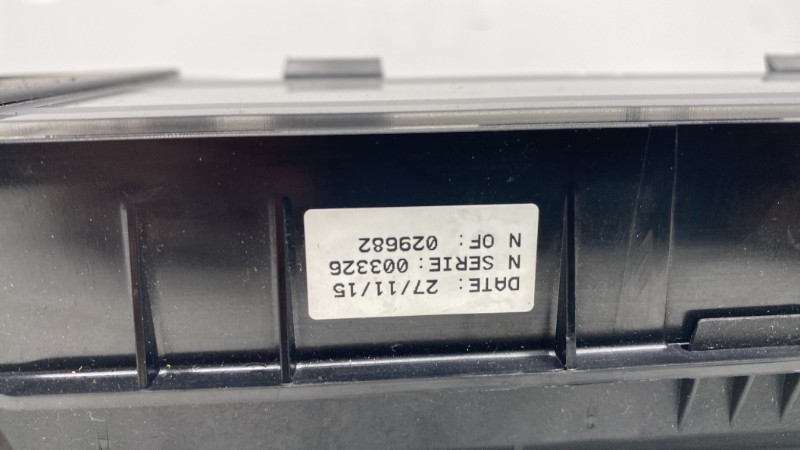 DATE: 27/11/15
N SERIE: 003326
N OF: 029682